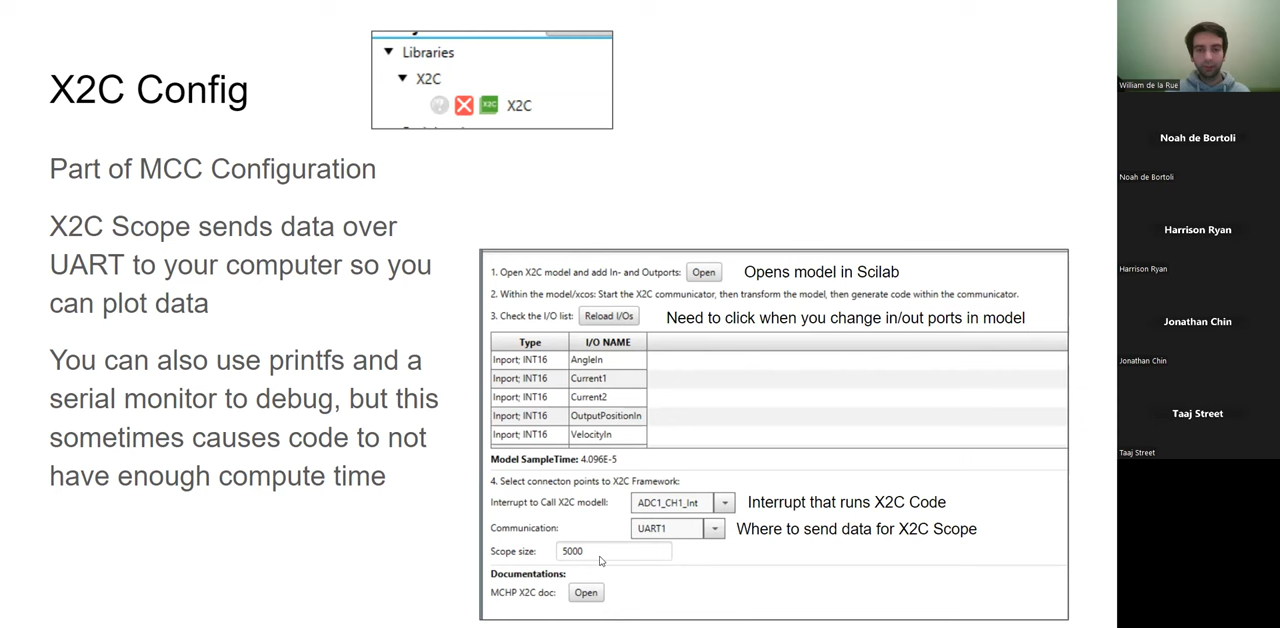 X2C Config
Libraries
X2C
X2C X2C
Part of MCC Configuration
X2C Scope sends data over
UART to your computer so you
can plot data
You can also use printfs and a
serial monitor to debug, but this
sometimes causes code to not
have enough compute time
1. Open X2C model and add In- and Outports: Open Opens model in Scilab
2. Within the model/xcos: Start the X2C communicator, then transform the model, then generate code within the communicator.
3. Check the I/O list: Reload I/Os Need to click when you change in/out ports in model
Type I/O NAME
Inport; INT16 AngleIn
Inport; INT16 Current1
Inport; INT16 Current2
Inport; INT16 OutputPositionIn
Inport; INT16 VelocityIn
Model SampleTime: 4.096E-5
4. Select connecton points to X2C Framework:
Interrupt to Call X2C modell: ADC1_CH1_Int Interrupt that runs X2C Code
Communication: UART1 Where to send data for X2C Scope
Scope size: 5000
Documentations:
MCHP X2C doc: Open
William de la Rue
Noah de Bortoli
Noah de Bortoli
Harrison Ryan
Harrison Ryan
Jonathan Chin
Jonathan Chin
Taaj Street
Taaj Street